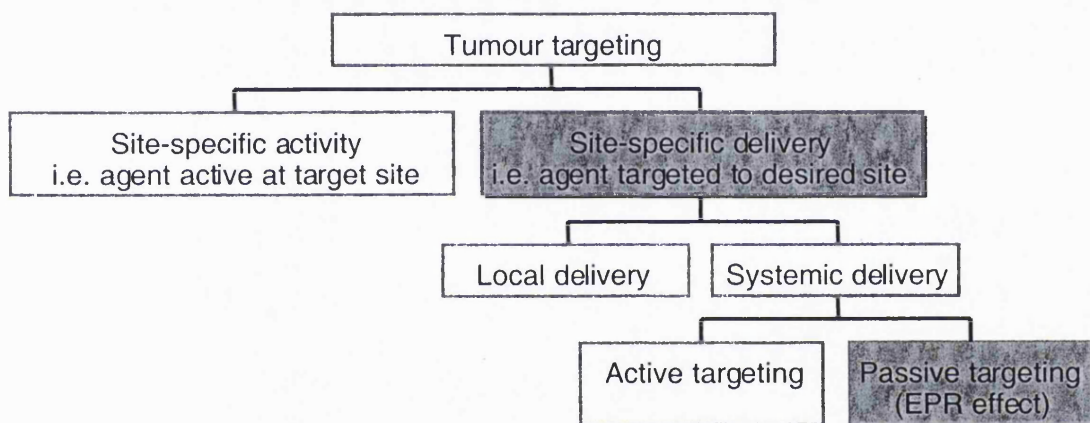 Tumour targeting
Site-specific activity
i.e. agent active at target site
Site-specific delivery
i.e. agent targeted to desired site
Local delivery
Systemic delivery
Active targeting
Passive targeting
(EPR effect)